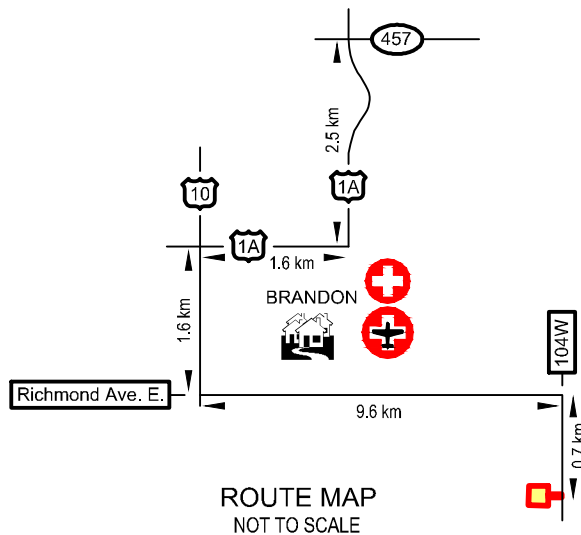 457
2.5 km
10
1A
1A
1.6 km
1.6 km
BRANDON
104W
Richmond Ave. E.
9.6 km
0.7 km
ROUTE MAP
NOT TO SCALE